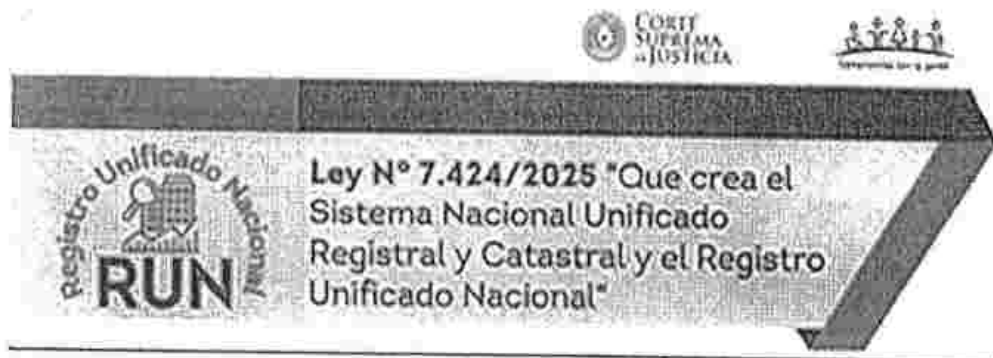 CORTE
SUPREMA
DE JUSTICIA
Registro Unificado Nacional
RUN
Ley N° 7.424/2025 "Que crea el
Sistema Nacional Unificado
Registral y Catastral y el Registro
Unificado Nacional"